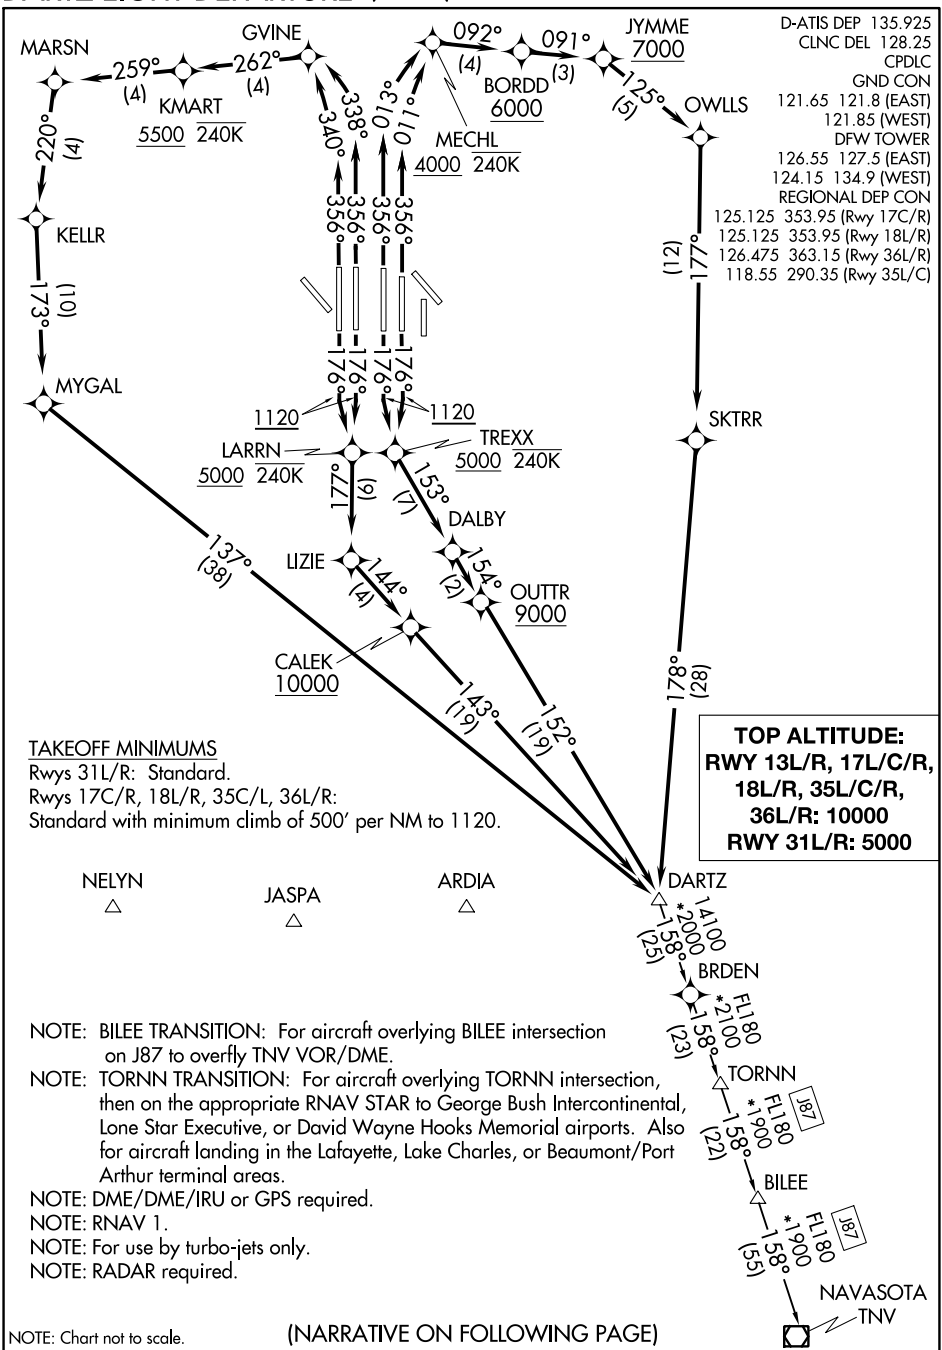 D-ATIS DEP 135.925
CLNC DEL 128.25
CPDLC
GND CON
121.65 121.8 (EAST)
121.85 (WEST)
DFW TOWER
126.55 127.5 (EAST)
124.15 134.9 (WEST)
REGIONAL DEP CON
125.125 353.95 (Rwy 17C/R)
125.125 353.95 (Rwy 18L/R)
126.475 363.15 (Rwy 36L/R)
118.55 290.35 (Rwy 35L/C)
MARSN
259°
(4)
KMART
5500 240K
262°
(4)
GVINE
340°
338°
013°
011°
MECHL
4000 240K
092°
(4)
BORDD
6000
091°
(3)
JYMME
7000
125°
(5)
OWLLS
220°
(4)
KELLR
173°
(10)
MYGAL
356°
356°
356°
356°
176°
176°
176°
176°
1120
1120
177°
(12)
SKTRR
LARRN
5000 240K
TREXX
5000 240K
177°
(6)
153°
(7)
DALBY
LIZIE
144°
(4)
154°
(2)
OUTTR
9000
CALEK
10000
137°
(38)
143°
(19)
152°
(19)
178°
(28)
TAKEOFF MINIMUMS
Rwys 31L/R: Standard.
Rwys 17C/R, 18L/R, 35C/L, 36L/R:
Standard with minimum climb of 500' per NM to 1120.
TOP ALTITUDE:
RWY 13L/R, 17L/C/R,
18L/R, 35L/C/R,
36L/R: 10000
RWY 31L/R: 5000
NELYN
JASPA
ARDIA
DARTZ
14100
*2000
158°
(25)
BRDEN
FL180
*2100
158°
(23)
TORNN
J87
FL180
*1900
158°
(22)
BILEE
J87
FL180
*1900
158°
(55)
NAVASOTA
TNV
NOTE: BILEE TRANSITION: For aircraft overlying BILEE intersection
on J87 to overfly TNV VOR/DME.
NOTE: TORNN TRANSITION: For aircraft overlying TORNN intersection,
then on the appropriate RNAV STAR to George Bush Intercontinental,
Lone Star Executive, or David Wayne Hooks Memorial airports. Also
for aircraft landing in the Lafayette, Lake Charles, or Beaumont/Port
Arthur terminal areas.
NOTE: DME/DME/IRU or GPS required.
NOTE: RNAV 1.
NOTE: For use by turbo-jets only.
NOTE: RADAR required.
NOTE: Chart not to scale.
(NARRATIVE ON FOLLOWING PAGE)